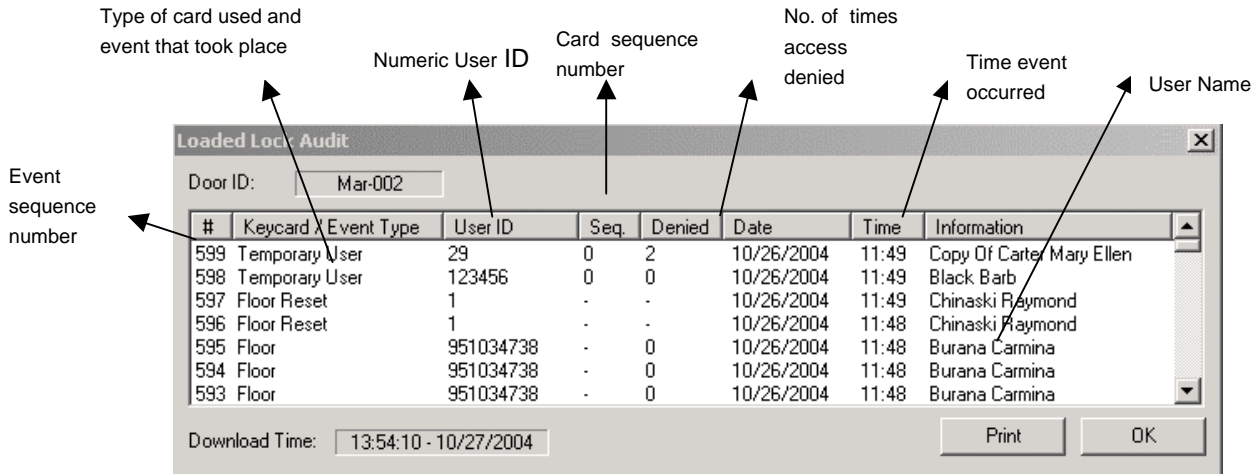 Type of card used and
event that took place
Numeric User ID
Card sequence
number
No. of times
access
denied
Time event
occurred
User Name
Event
sequence
number
Loaded Lock Audit
Door ID: Mar-002
# Keycard / Event Type User ID Seq. Denied Date Time Information
599 Temporary User 29 0 2 10/26/2004 11:49 Copy Of Carter Mary Ellen
598 Temporary User 123456 0 0 10/26/2004 11:49 Black Barb
597 Floor Reset 1 - - 10/26/2004 11:49 Chinaski Raymond
596 Floor Reset 1 - - 10/26/2004 11:48 Chinaski Raymond
595 Floor 951034738 - 0 10/26/2004 11:48 Burana Carmina
594 Floor 951034738 - 0 10/26/2004 11:48 Burana Carmina
593 Floor 951034738 - 0 10/26/2004 11:48 Burana Carmina
Download Time: 13:54:10 - 10/27/2004 Print OK